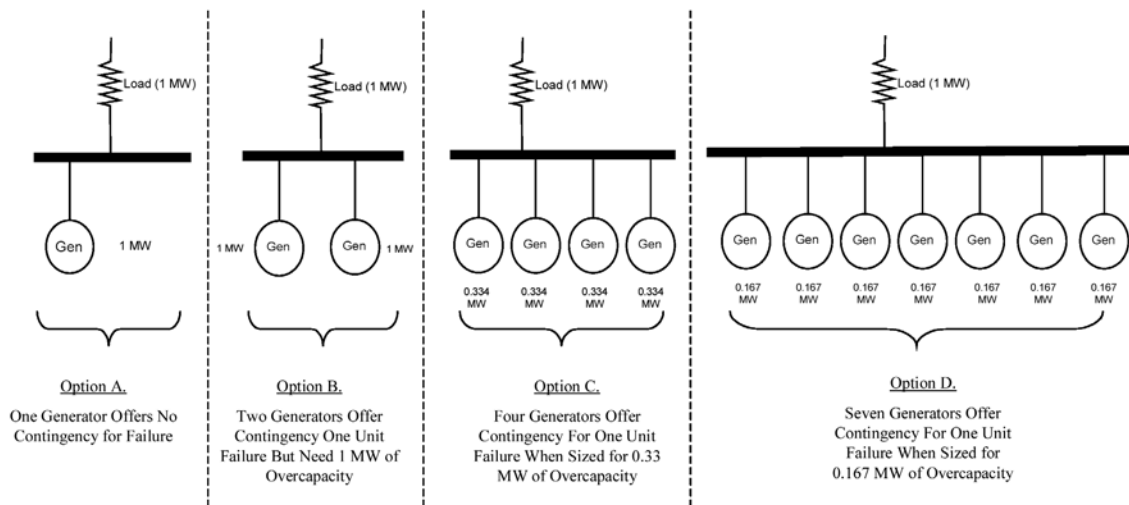 Load (1 MW)
Gen
1 MW
Option A.
One Generator Offers No
Contingency for Failure
Load (1 MW)
1 MW
Gen
Gen
1 MW
Option B.
Two Generators Offer
Contingency One Unit
Failure But Need 1 MW of
Overcapacity
Load (1 MW)
Gen
Gen
Gen
Gen
0.334
MW
0.334
MW
0.334
MW
0.334
MW
Option C.
Four Generators Offer
Contingency For One Unit
Failure When Sized for 0.33
MW of Overcapacity
Load (1 MW)
Gen
Gen
Gen
Gen
Gen
Gen
Gen
0.167
MW
0.167
MW
0.167
MW
0.167
MW
0.167
MW
0.167
MW
0.167
MW
Option D.
Seven Generators Offer
Contingency For One Unit
Failure When Sized for
0.167 MW of Overcapacity